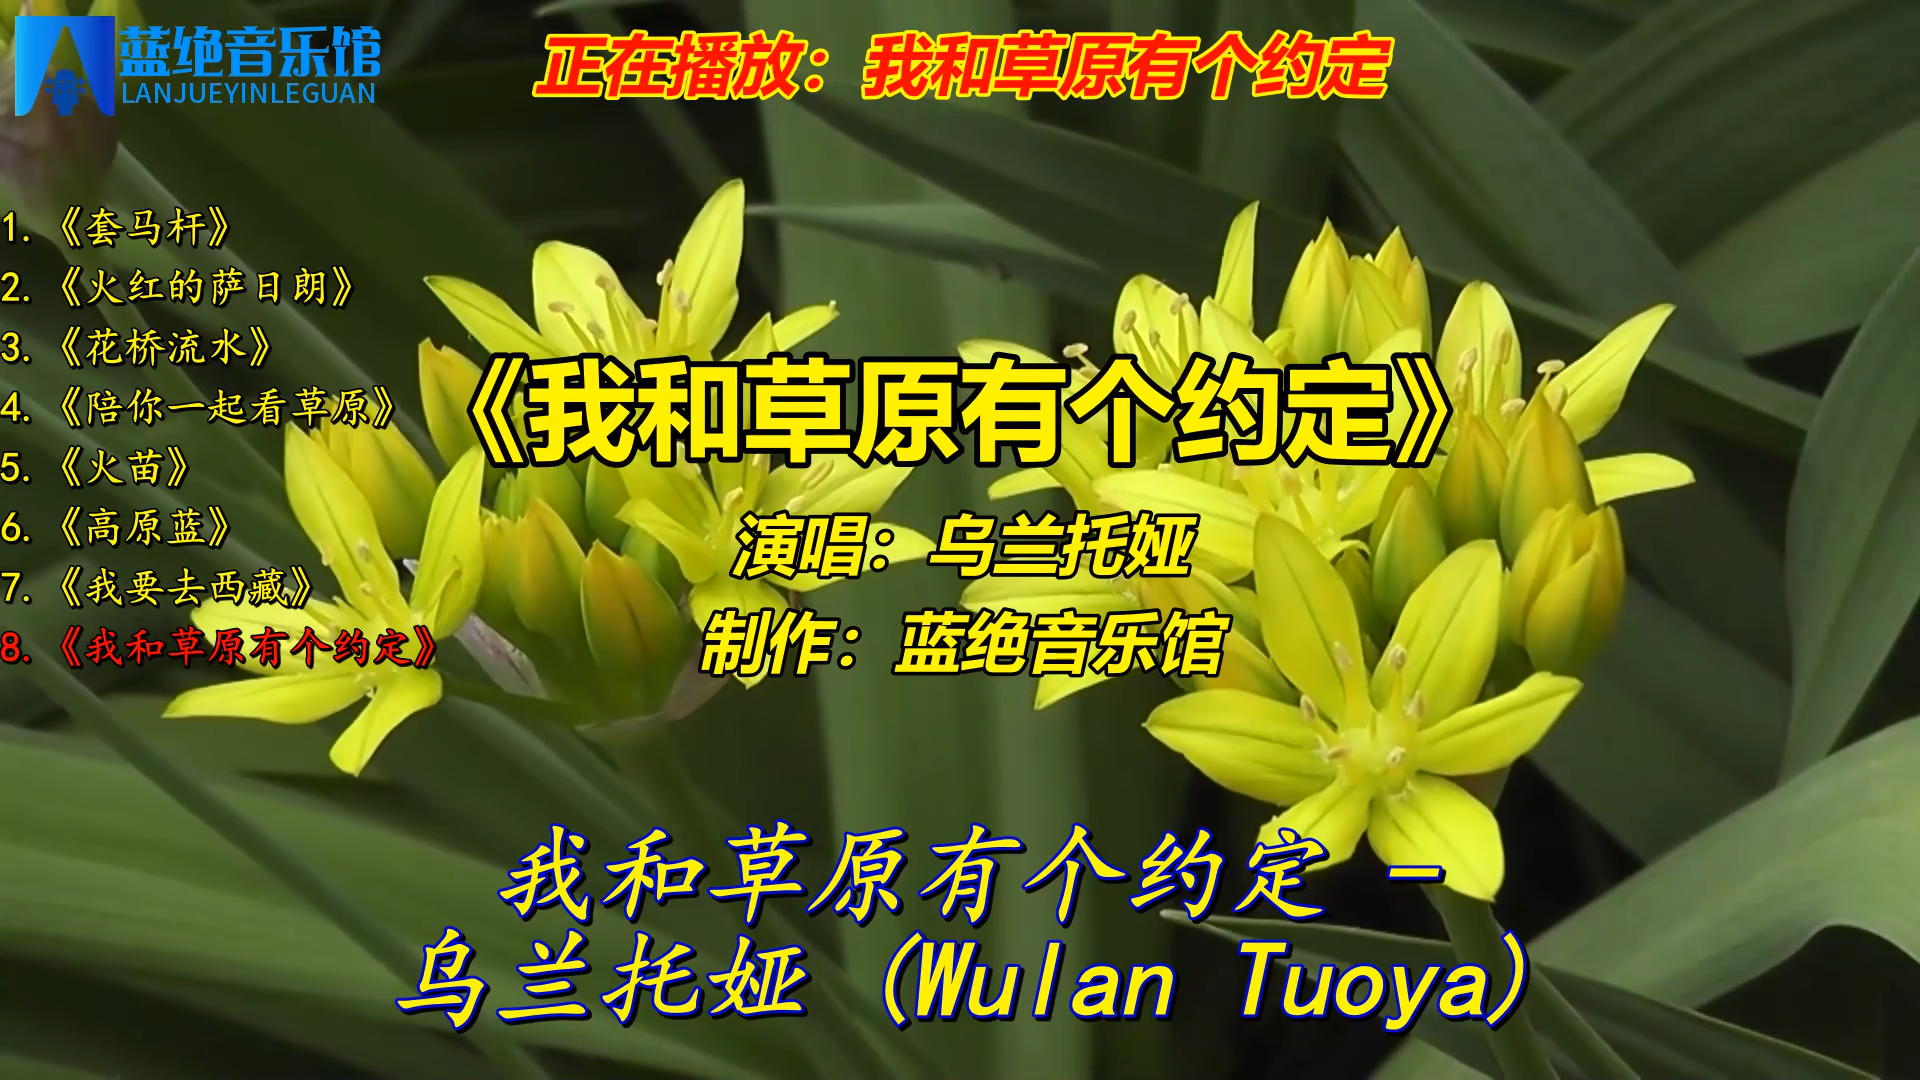 蓝绝音乐馆
LANJUEYINLEGUAN
正在播放：我和草原有个约定
1.《套马杆》
2.《火红的萨日朗》
3.《花桥流水》
4.《陪你一起看草原》
5.《火苗》
6.《高原蓝》
7.《我要去西藏》
8.《我和草原有个约定》
《我和草原有个约定》
演唱：乌兰托娅
制作：蓝绝音乐馆
我和草原有个约定 -
乌兰托娅 (Wulan Tuoya)